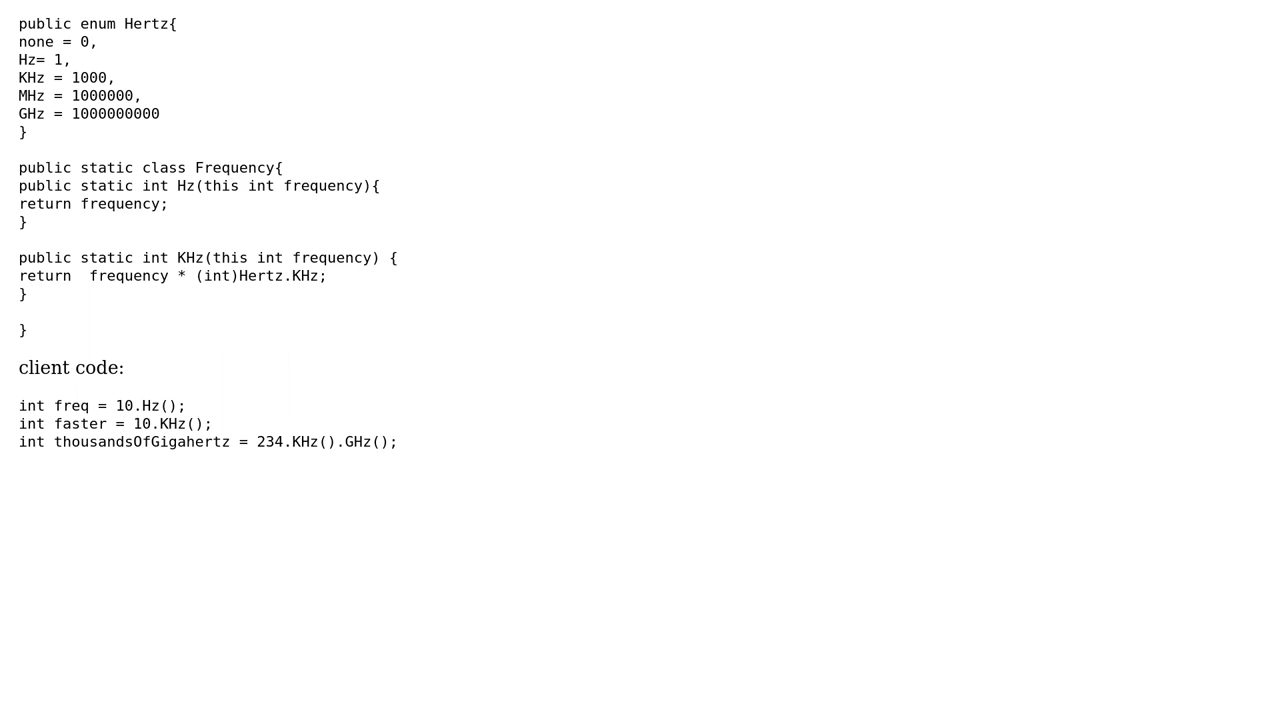 public enum Hertz{
none = 0,
Hz= 1,
KHz = 1000,
MHz = 1000000,
GHz = 1000000000
}
public static class Frequency{
public static int Hz(this int frequency){
return frequency;
}
public static int KHz(this int frequency) {
return  frequency * (int)Hertz.KHz;
}
}
client code:
int freq = 10.Hz();
int faster = 10.KHz();
int thousandsOfGigahertz = 234.KHz().GHz();